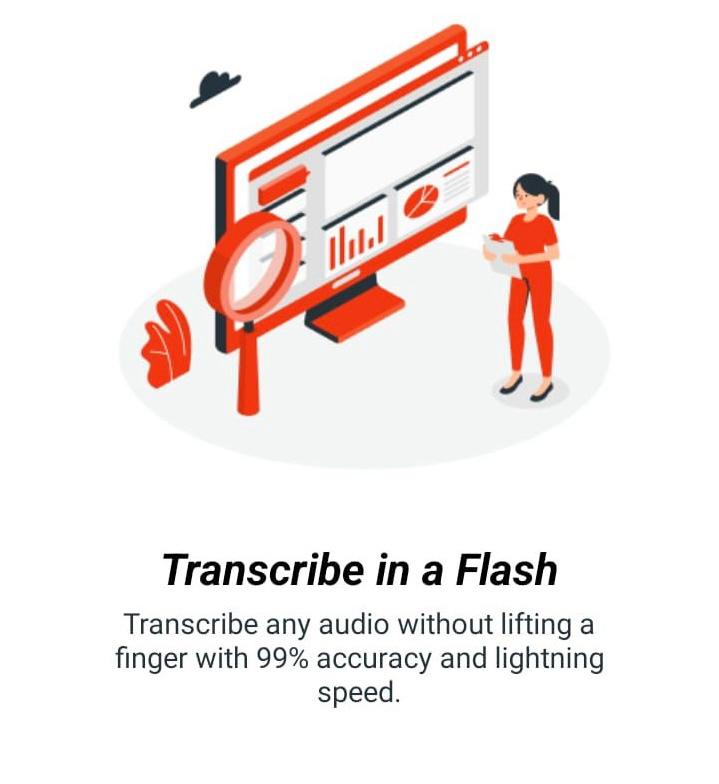 Transcribe in a Flash
Transcribe any audio without lifting a
finger with 99% accuracy and lightning
speed.